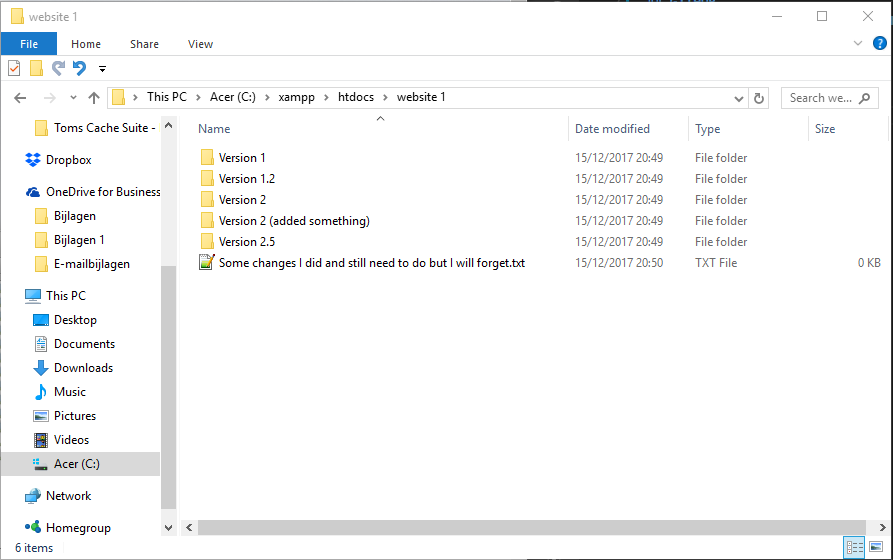 website 1
File Home Share View
This PC Acer (C:) xampp htdocs website 1 Search we...
Toms Cache Suite -
Dropbox
OneDrive for Business
Bijlagen
Bijlagen 1
E-mailbijlagen
This PC
Desktop
Documents
Downloads
Music
Pictures
Videos
Acer (C:)
Network
Homegroup
Name Date modified Type Size
Version 1 15/12/2017 20:49 File folder
Version 1.2 15/12/2017 20:49 File folder
Version 2 15/12/2017 20:49 File folder
Version 2 (added something) 15/12/2017 20:49 File folder
Version 2.5 15/12/2017 20:49 File folder
Some changes I did and still need to do but I will forget.txt 15/12/2017 20:50 TXT File 0 KB
6 items